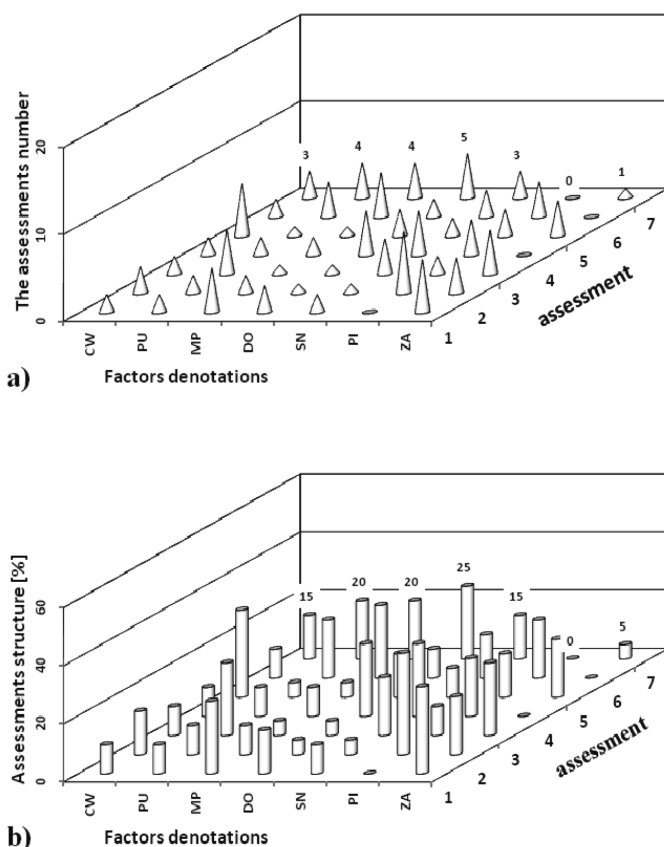 20
10
0
The assessments number
3 4 4 5 3 0 1
CW PU MP DO SN PI ZA
1 2 3 4 5 6 7
assessment
a) Factors denotations
60
40
20
0
Assessments structure [%]
15 20 20 25 15 0 5
CW PU MP DO SN PI ZA
1 2 3 4 5 6 7
assessment
b) Factors denotations